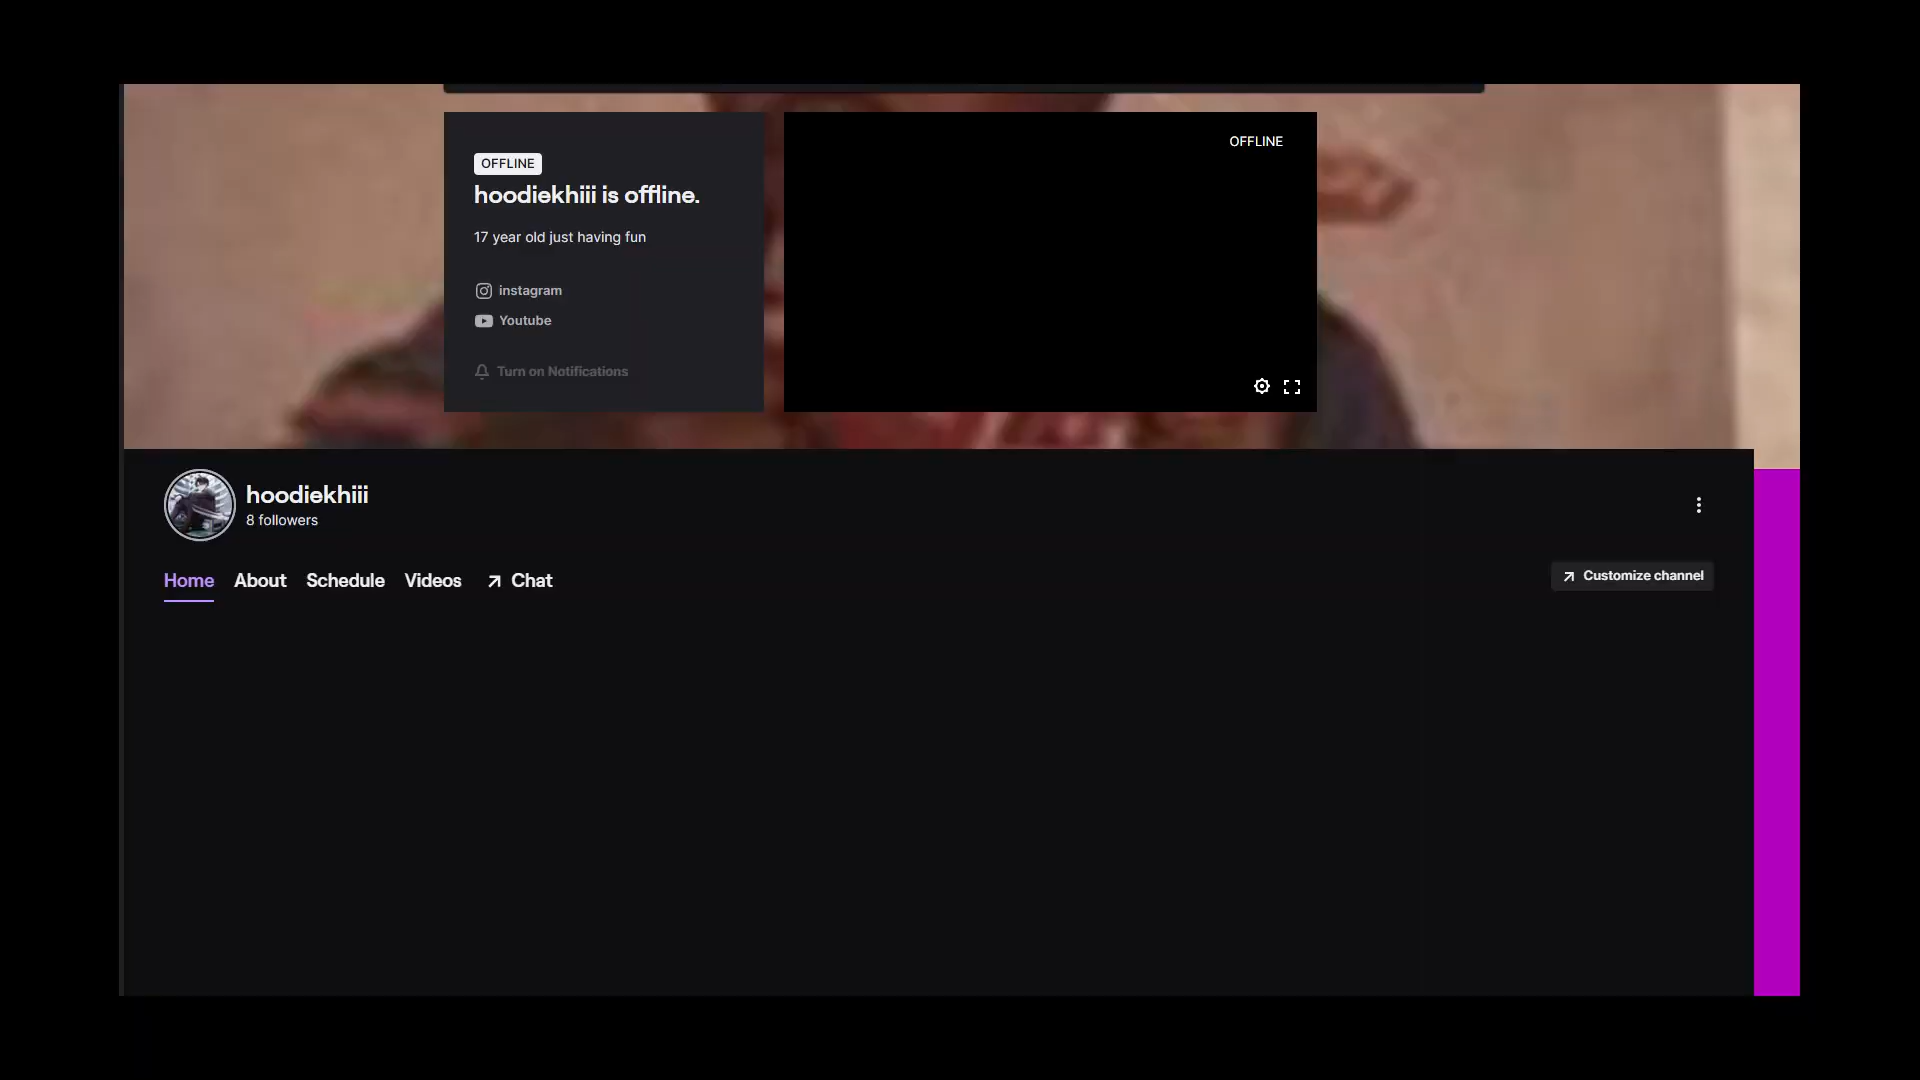 OFFLINE
hoodiekhiii is offline.
17 year old just having fun
instagram
Youtube
Turn on Notifications
OFFLINE
hoodiekhiii
8 followers
Home About Schedule Videos Chat
Customize channel